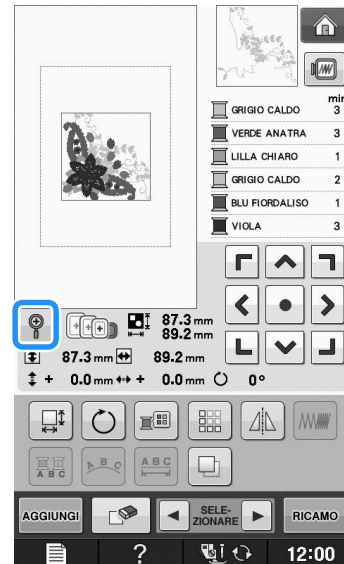 min
GRIGIO CALDO 3
VERDE ANATRA 3
LILLA CHIARO 1
GRIGIO CALDO 2
BLU FIORDALISO 1
VIOLA 3
87.3 mm
89.2 mm
87.3 mm 89.2 mm
+ 0.0 mm + 0.0 mm 0°
A B C
A B C
A B C
AGGIUNGI
SELE-
ZIONARE
RICAMO
? 12:00